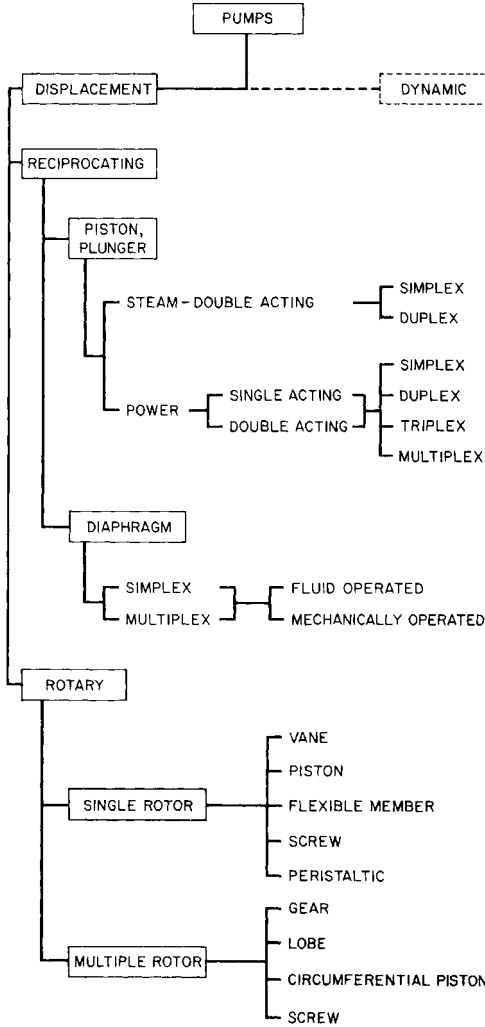 PUMPS
DISPLACEMENT
DYNAMIC
RECIPROCATING
PISTON,
PLUNGER
STEAM-DOUBLE ACTING
SIMPLEX
DUPLEX
POWER
SINGLE ACTING
DOUBLE ACTING
SIMPLEX
DUPLEX
TRIPLEX
MULTIPLEX
DIAPHRAGM
SIMPLEX
MULTIPLEX
FLUID OPERATED
MECHANICALLY OPERATED
ROTARY
SINGLE ROTOR
VANE
PISTON
FLEXIBLE MEMBER
SCREW
PERISTALTIC
MULTIPLE ROTOR
GEAR
LOBE
CIRCUMFERENTIAL PISTON
SCREW